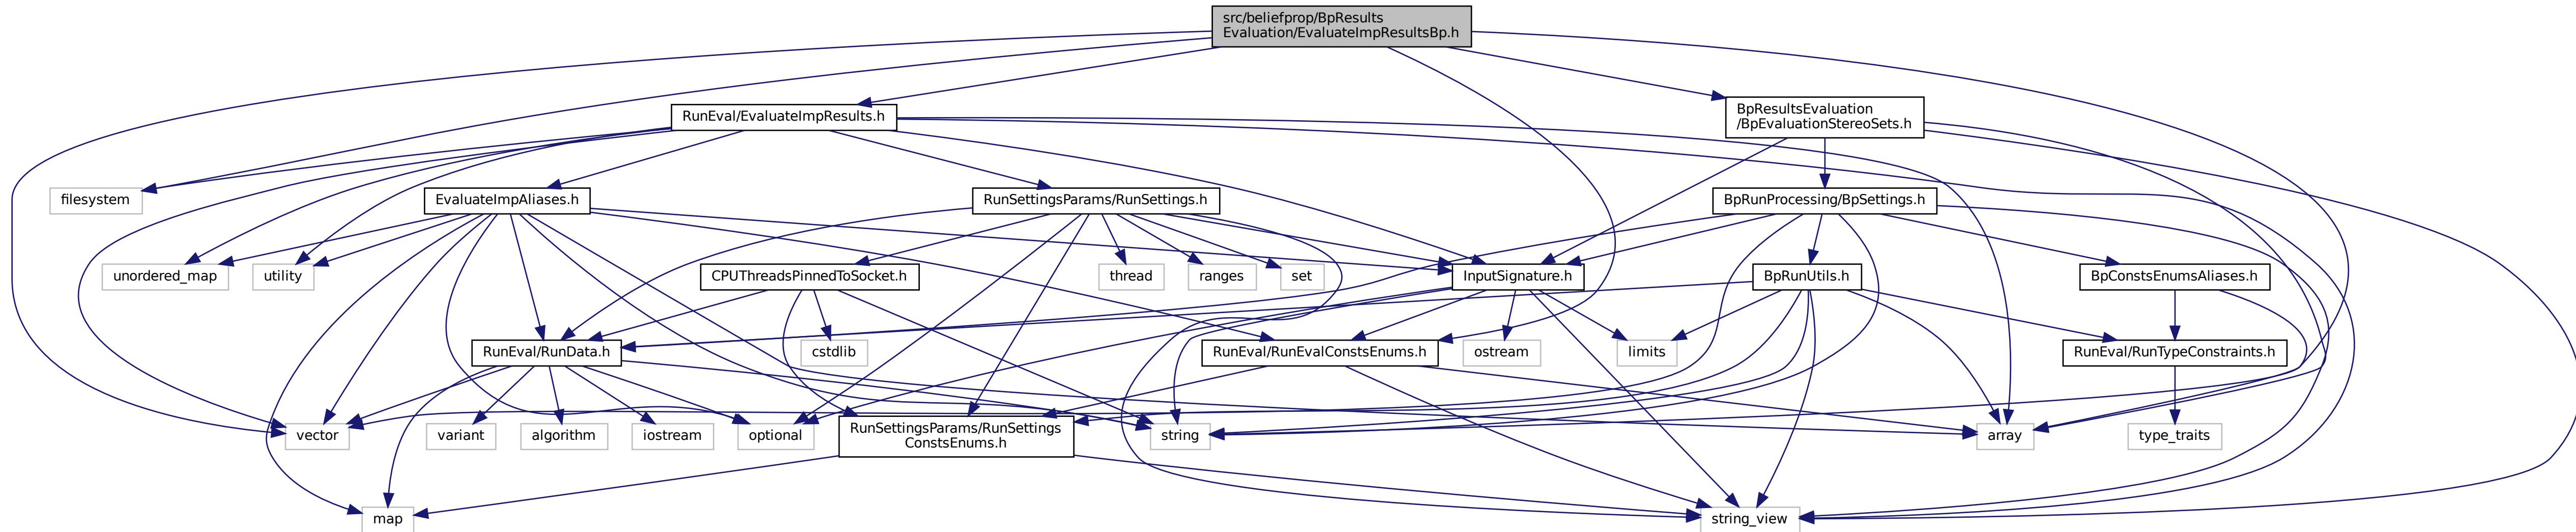 src/beliefprop/BpResults
Evaluation/EvaluateImpResultsBp.h
RunEval/EvaluateImpResults.h
BpResultsEvaluation
/BpEvaluationStereoSets.h
filesystem
EvaluateImpAliases.h
RunSettingsParams/RunSettings.h
BpRunProcessing/BpSettings.h
unordered_map
utility
CPUThreadsPinnedToSocket.h
thread
ranges
set
InputSignature.h
BpRunUtils.h
BpConstsEnumsAliases.h
RunEval/RunData.h
cstdlib
RunEval/RunEvalConstsEnums.h
ostream
limits
RunEval/RunTypeConstraints.h
vector
variant
algorithm
iostream
optional
RunSettingsParams/RunSettings
ConstsEnums.h
string
array
type_traits
map
string_view